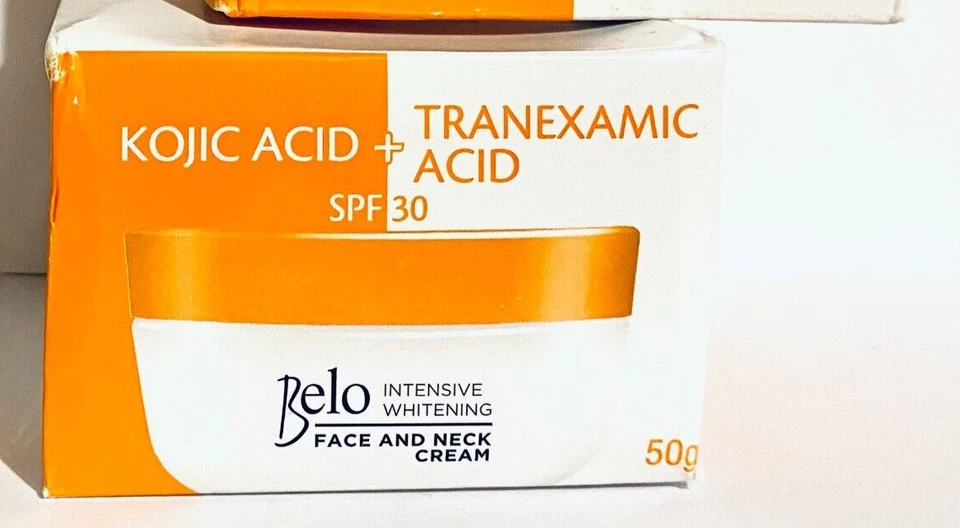 KOJIC ACID + TRANEXAMIC
ACID
SPF 30
Belo INTENSIVE
WHITENING
FACE AND NECK
CREAM
50g